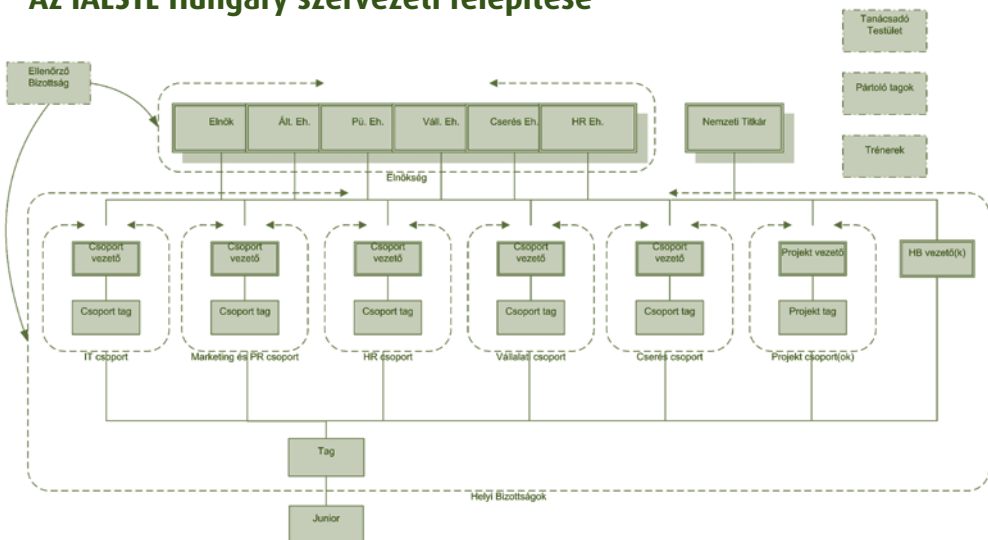 Az IAESTE Hungary szervezeti felépítése
Tanácsadó
Testület
Ellenőrző
Bizottság
Pártoló tagok
Elnök
Ált. Eh.
Pü. Eh.
Váll. Eh.
Cserés Eh.
HR Eh.
Nemzeti Titkár
Trénerek
Elnökség
Csoport
vezető
Csoport
vezető
Csoport
vezető
Csoport
vezető
Csoport
vezető
Projekt vezető
HB vezető(k)
Csoport tag
Csoport tag
Csoport tag
Csoport tag
Csoport tag
Projekt tag
IT csoport
Marketing és PR csoport
HR csoport
Vállalati csoport
Cserés csoport
Projekt csoport(ok)
Tag
Helyi Bizottságok
Junior